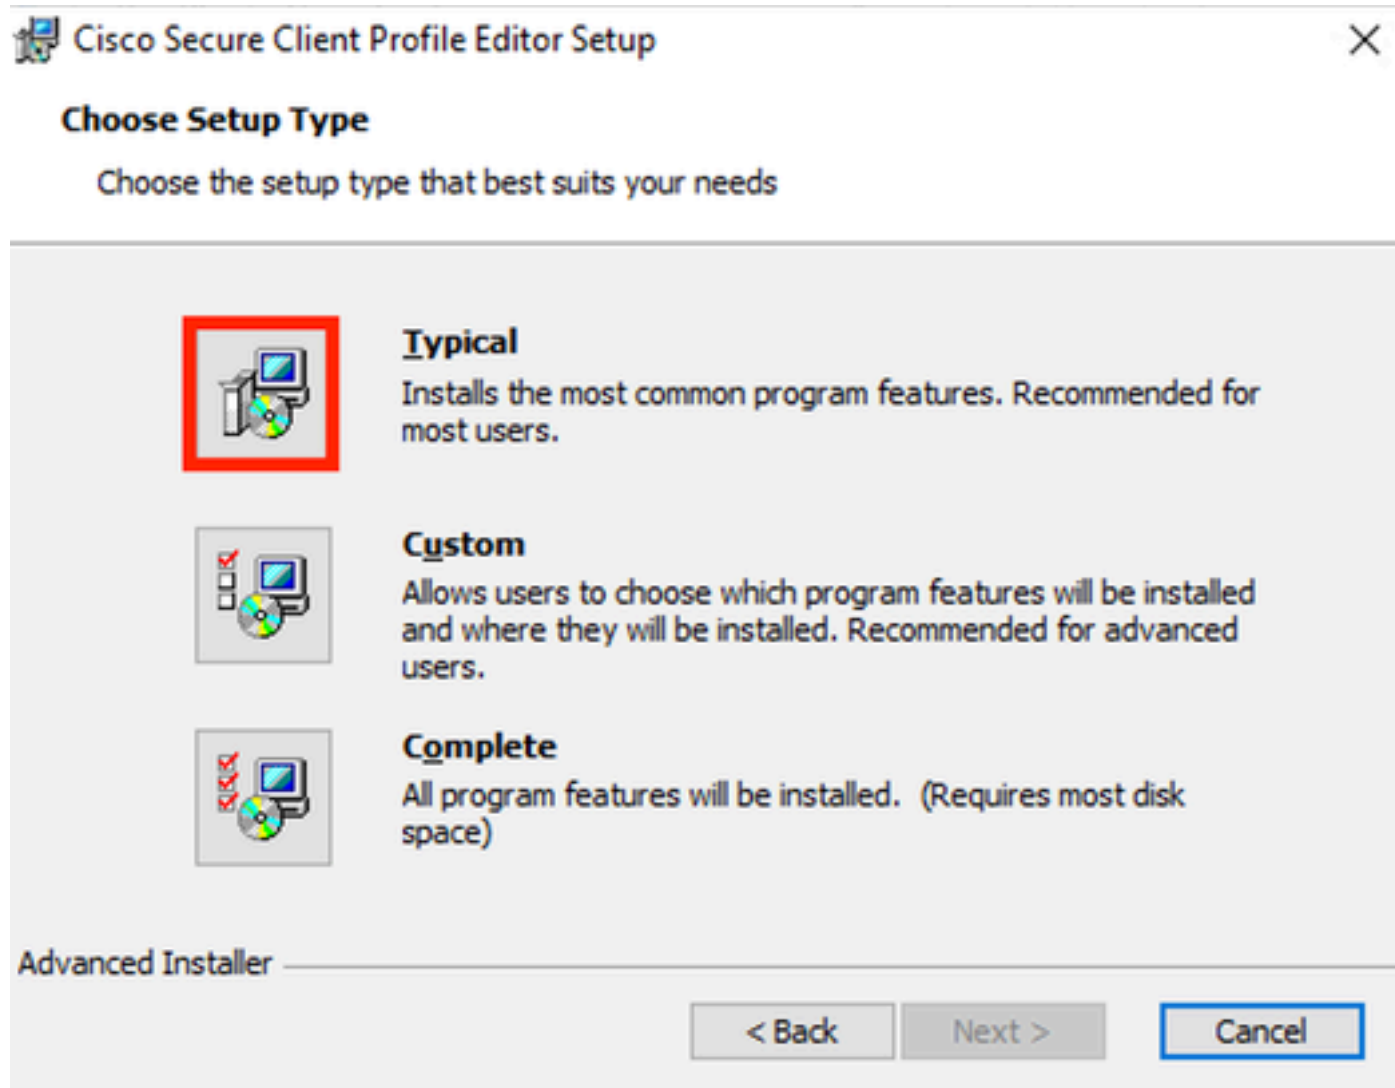 Cisco Secure Client Profile Editor Setup
Choose Setup Type
Choose the setup type that best suits your needs
Typical
Installs the most common program features. Recommended for
most users.
Custom
Allows users to choose which program features will be installed
and where they will be installed. Recommended for advanced
users.
Complete
All program features will be installed.  (Requires most disk
space)
Advanced Installer
< Back
Next >
Cancel